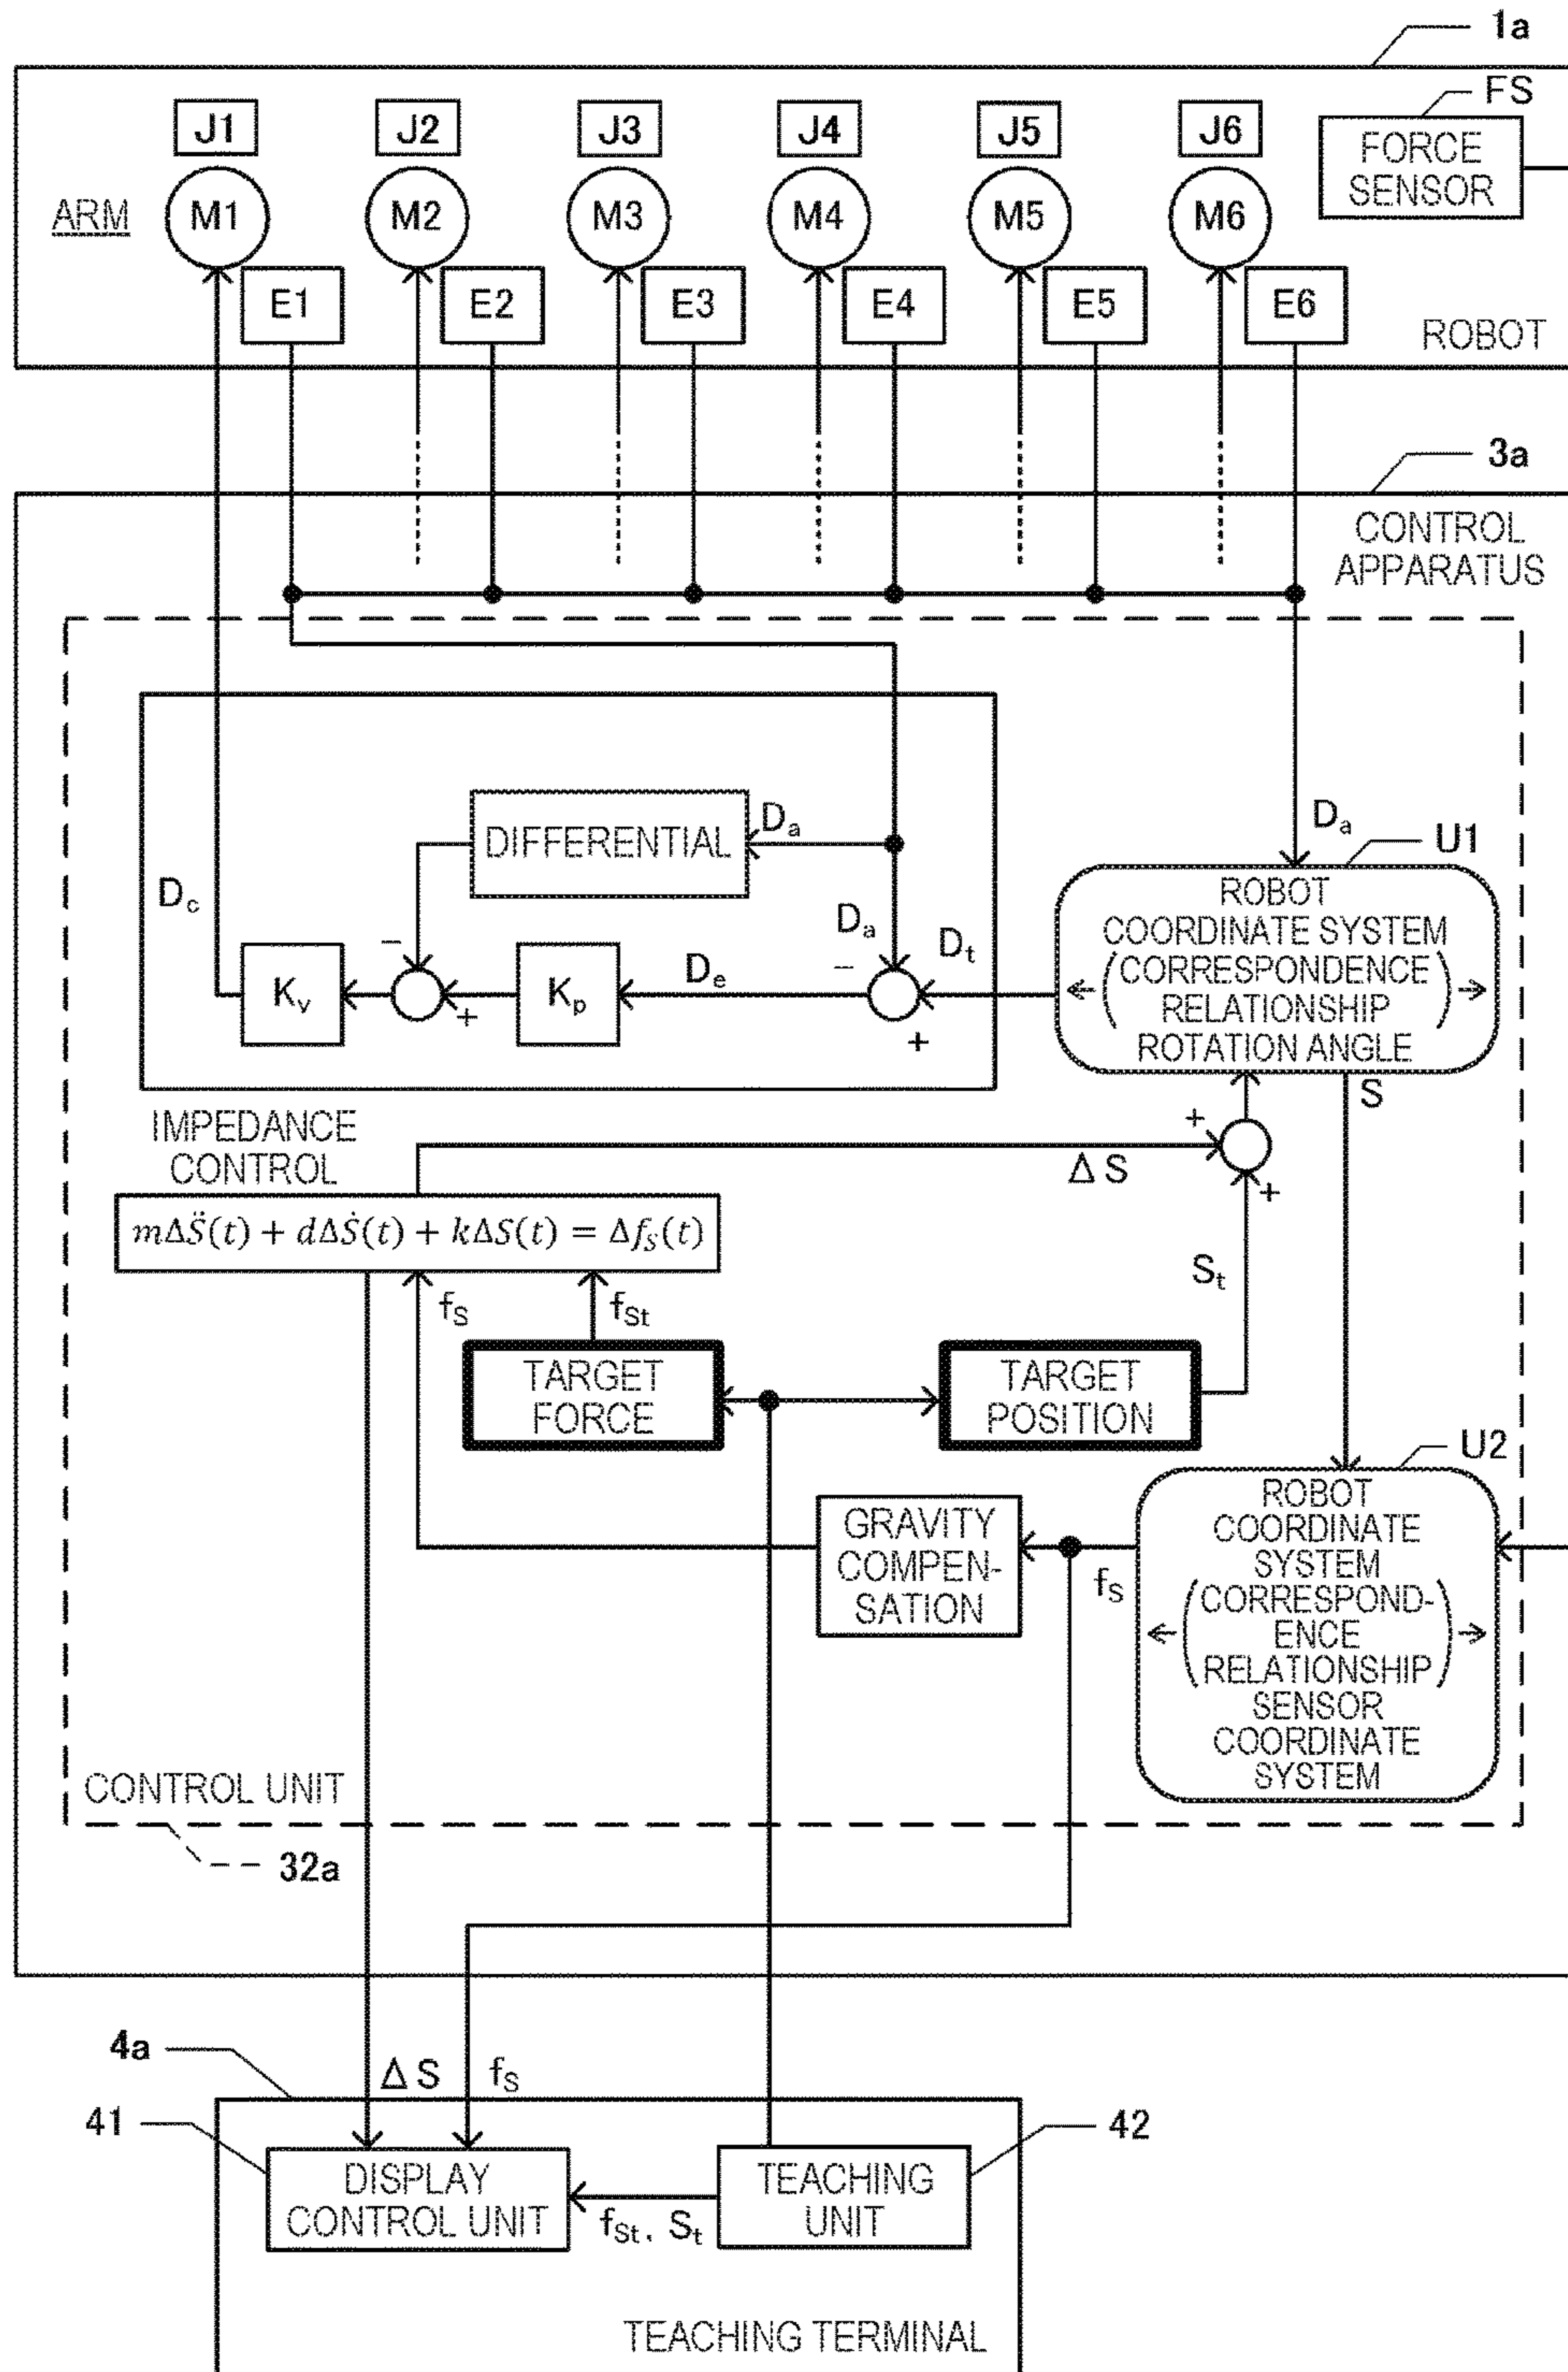 1a
FS
J1 J2 J3 J4 J5 J6
FORCE
SENSOR
ARM
M1 M2 M3 M4 M5 M6
E1 E2 E3 E4 E5 E6
ROBOT
3a
CONTROL
APPARATUS
DIFFERENTIAL
Da
Da
U1
Dc
Da
Dt
ROBOT
COORDINATE SYSTEM
← (CORRESPONDENCE
RELATIONSHIP) →
ROTATION ANGLE
−
−
Kv
Kp
De
+
+
S
IMPEDANCE
CONTROL
+
ΔS
+
mΔS̈(t) + dΔṠ(t) + kΔS(t) = Δfs(t)
St
fS
fSt
TARGET
FORCE
TARGET
POSITION
U2
ROBOT
COORDINATE
SYSTEM
← (CORRESPOND-
ENCE
RELATIONSHIP) →
SENSOR
COORDINATE
SYSTEM
GRAVITY
COMPEN-
SATION
fS
CONTROL UNIT
32a
4a
ΔS
fS
41
42
DISPLAY
CONTROL UNIT
fSt, St
TEACHING
UNIT
TEACHING TERMINAL